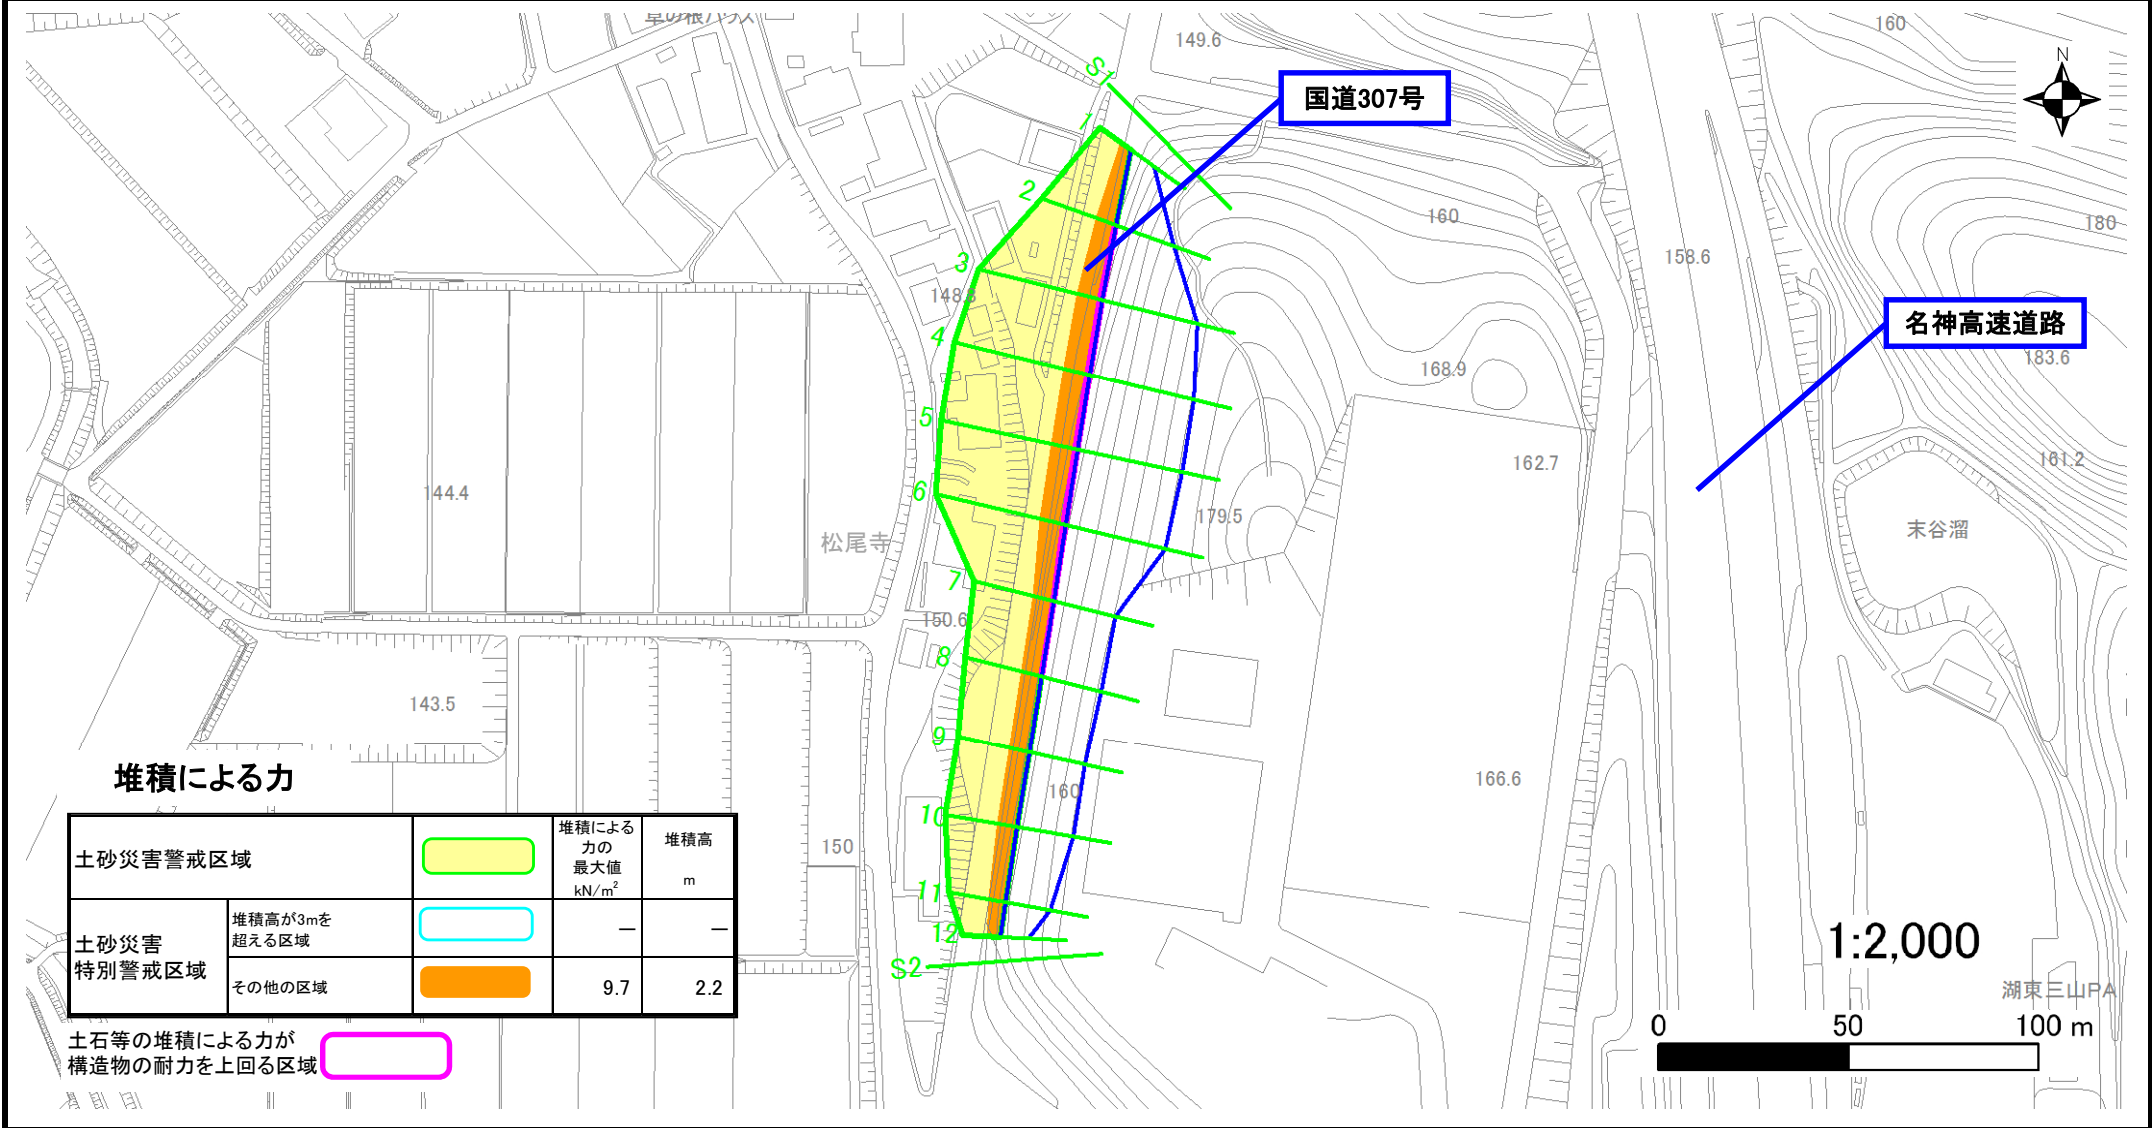 草の根ハウス
149.6
160
N
S1
国道307号
1
2
160
180
3
148.8
158.6
4
名神高速道路
183.6
168.9
5
162.7
161.2
6
144.4
179.5
末谷溜
松尾寺
7
150.6
8
143.5
9
堆積による力
160
166.6
10
150
土砂災害警戒区域
堆積による
力の
最大値
kN/m²
堆積高
m
11
土砂災害
特別警戒区域
堆積高が3mを
超える区域
—
—
12
S2
その他の区域
9.7
2.2
1:2,000
湖東三山PA
0
50
100 m
土石等の堆積による力が
構造物の耐力を上回る区域